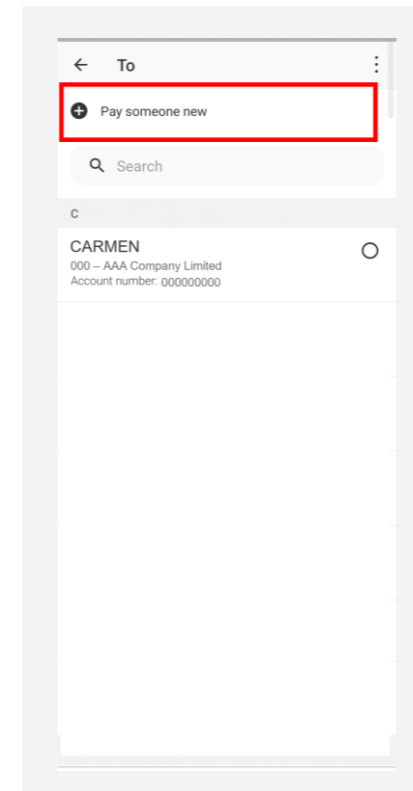 To
Pay someone new
Search
C
CARMEN
000 – AAA Company Limited
Account number: 000000000